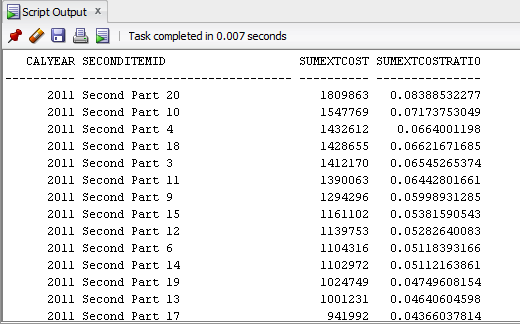 Script Output x
Task completed in 0.007 seconds
CALYEAR SECONDITEMID SUMEXTCOST SUMEXTCOSTRATIO
---------- ------------------------------ ---------- ---------------
2011 Second Part 20 1809863 0.08388532277
2011 Second Part 10 1547769 0.07173753049
2011 Second Part 4 1432612 0.0664001198
2011 Second Part 18 1428655 0.06621671685
2011 Second Part 3 1412170 0.06545265374
2011 Second Part 11 1390063 0.06442801661
2011 Second Part 9 1294296 0.05998931285
2011 Second Part 15 1161102 0.05381590543
2011 Second Part 12 1139753 0.05282640083
2011 Second Part 6 1104316 0.05118393166
2011 Second Part 14 1102972 0.05112163861
2011 Second Part 19 1024749 0.04749608154
2011 Second Part 13 1001231 0.04640604598
2011 Second Part 17 941992 0.04366037814